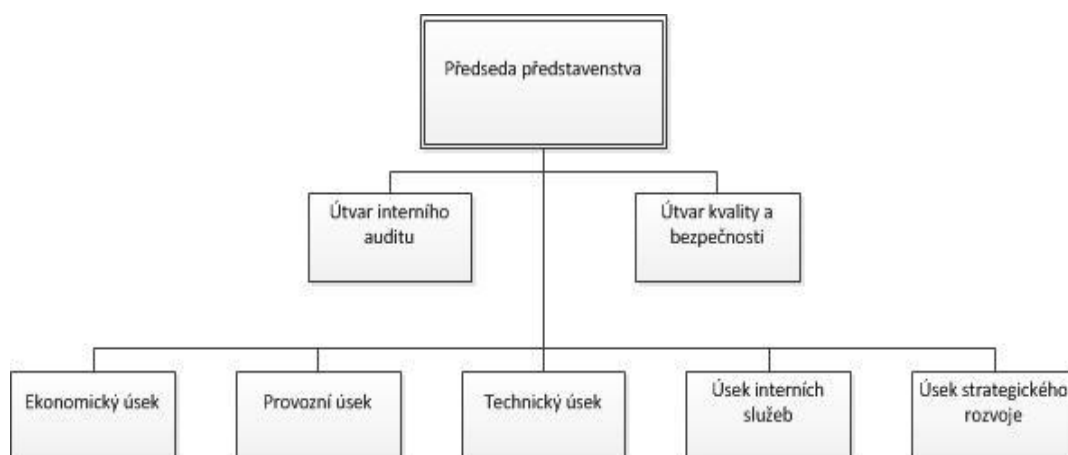 Předseda představenstva
Útvar interního
auditu
Útvar kvality a
bezpečnosti
Ekonomický úsek
Provozní úsek
Technický úsek
Úsek interních
služeb
Úsek strategického
rozvoje